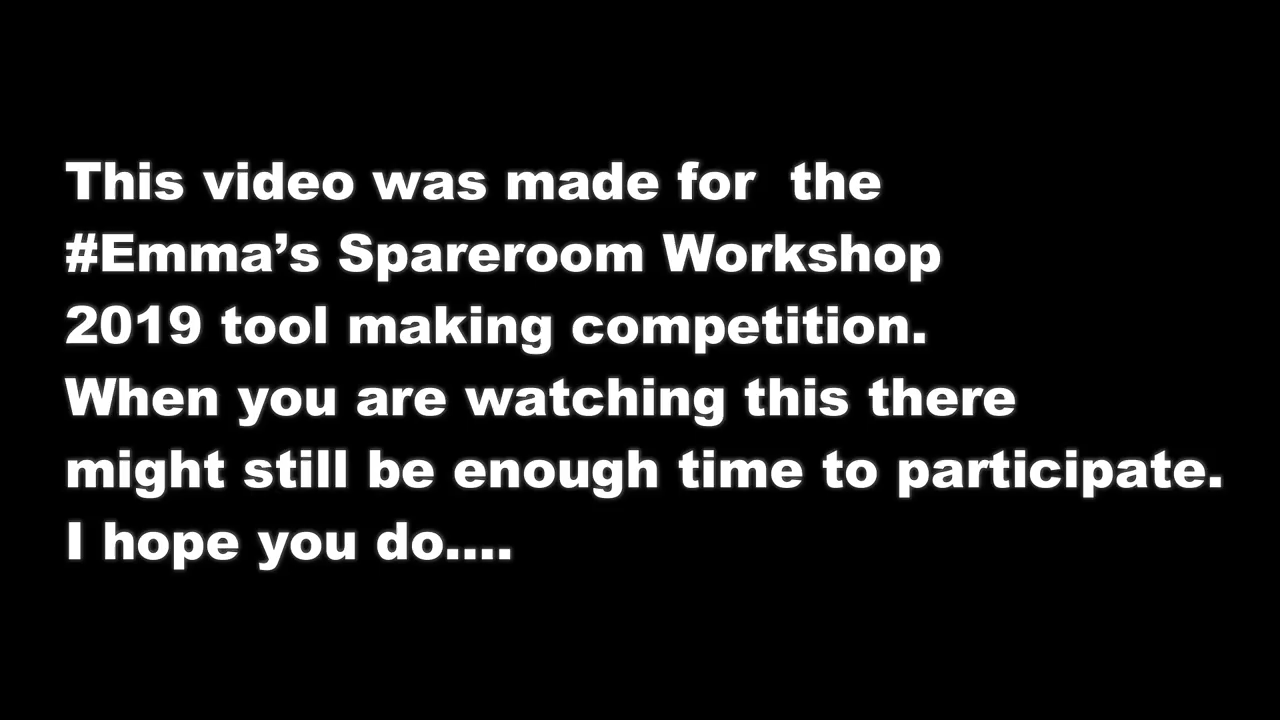 This video was made for  the
#Emma’s Spareroom Workshop
2019 tool making competition.
When you are watching this there
might still be enough time to participate.
I hope you do....